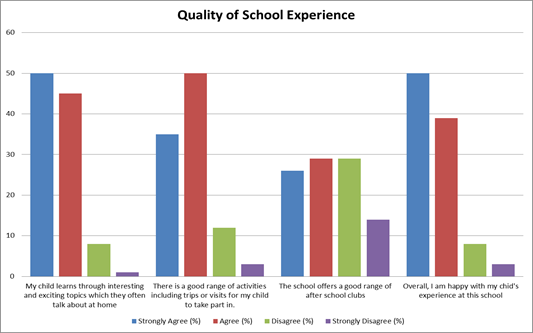 Quality of School Experience
60
50
40
30
20
10
0
My child learns through interesting
and exciting topics which they often
talk about at home
There is a good range of activities
including trips or visits for my child
to take part in.
The school offers a good range of
after school clubs
Overall, I am happy with my chid's
experience at this school
Strongly Agree (%) Agree (%) Disagree (%) Strongly Disagree (%)